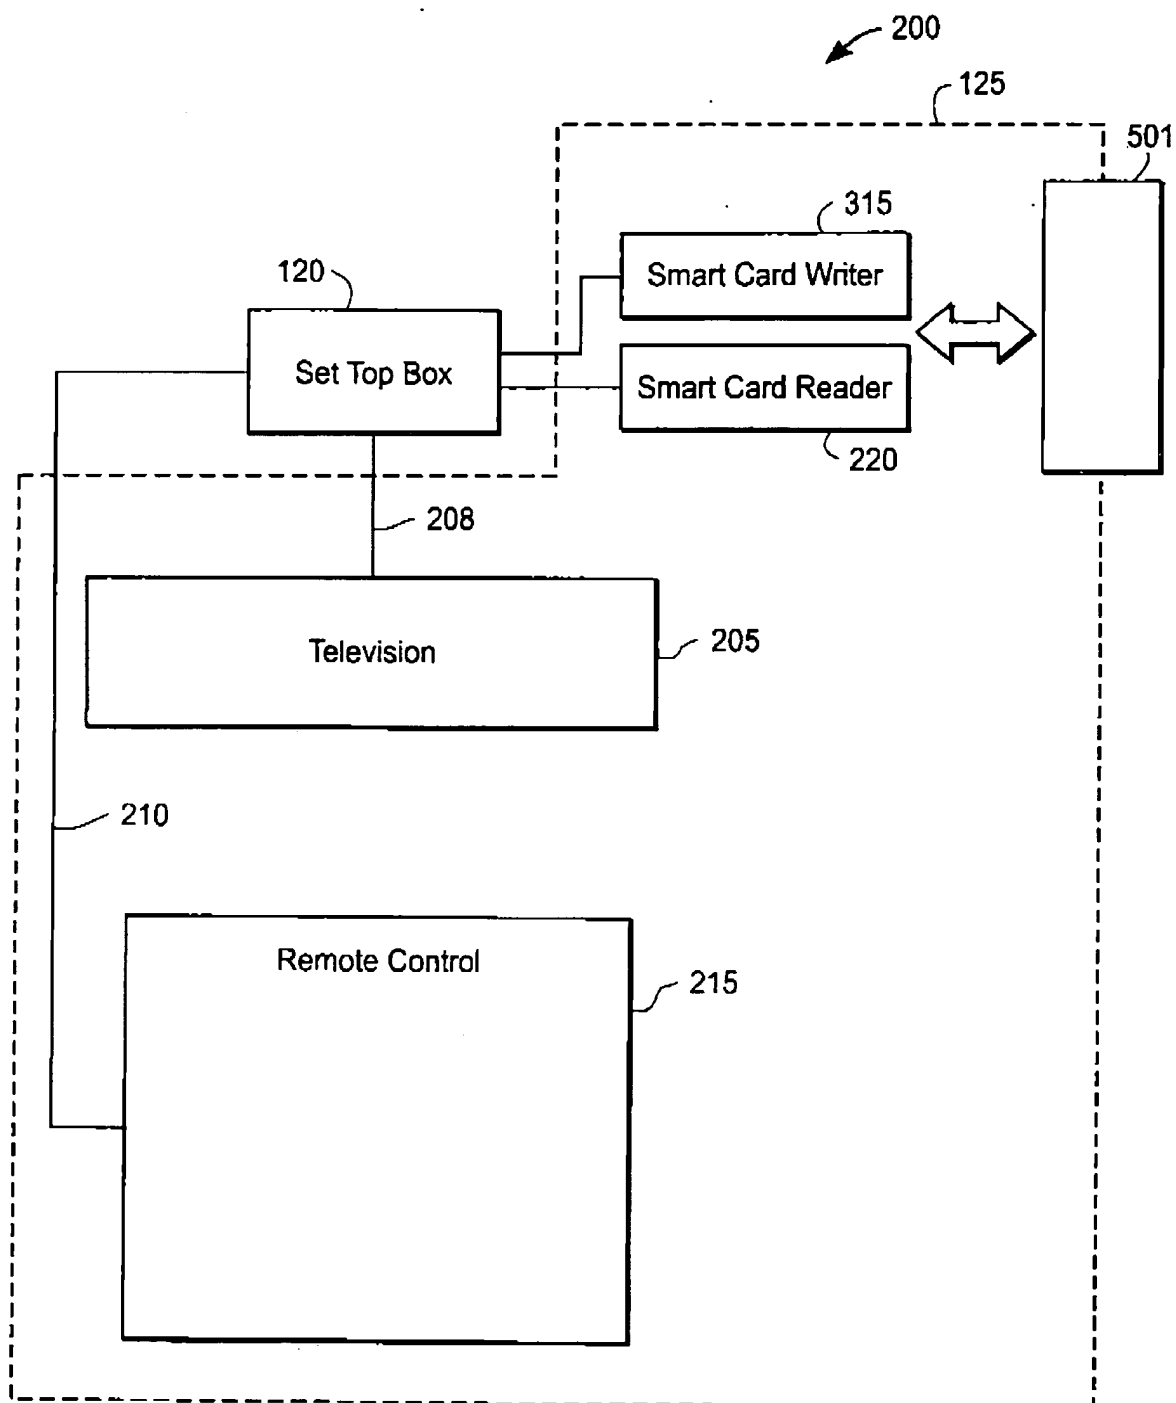 200
125
501
315
Smart Card Writer
120
Set Top Box
Smart Card Reader
220
208
Television
205
210
Remote Control
215